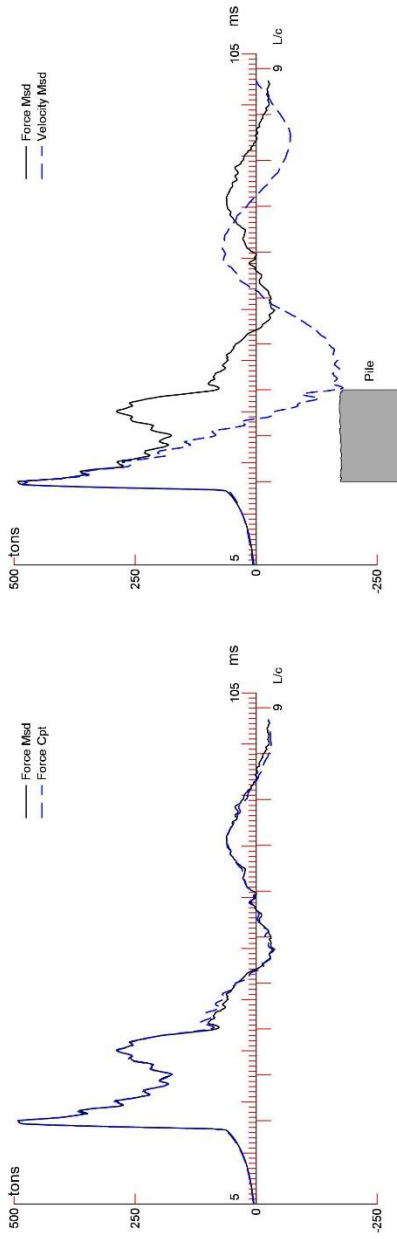 500
tons
Force Msd
Force Cpt
250
0
-250
5
105
ms
9
L/c
500
tons
Force Msd
Velocity Msd
250
0
-250
5
105
ms
9
L/c
Pile